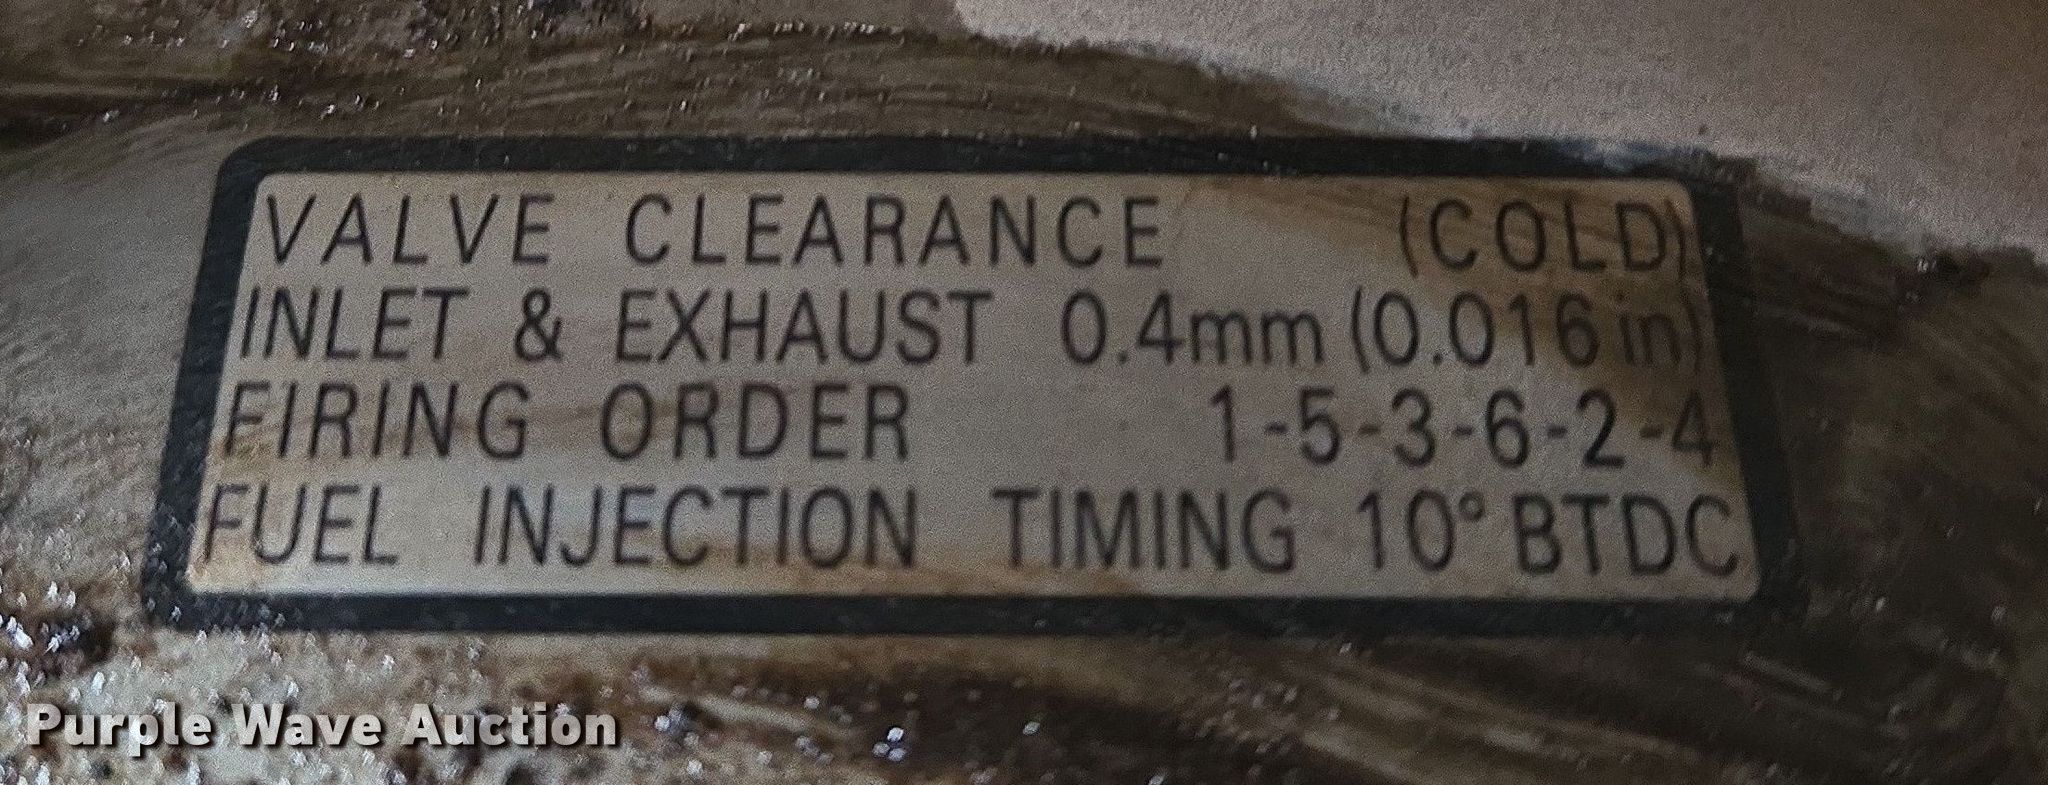 VALVE CLEARANCE (COLD)
INLET & EXHAUST 0.4mm (0.016 in)
FIRING ORDER 1-5-3-6-2-4
FUEL INJECTION TIMING 10° BTDC
Purple Wave Auction